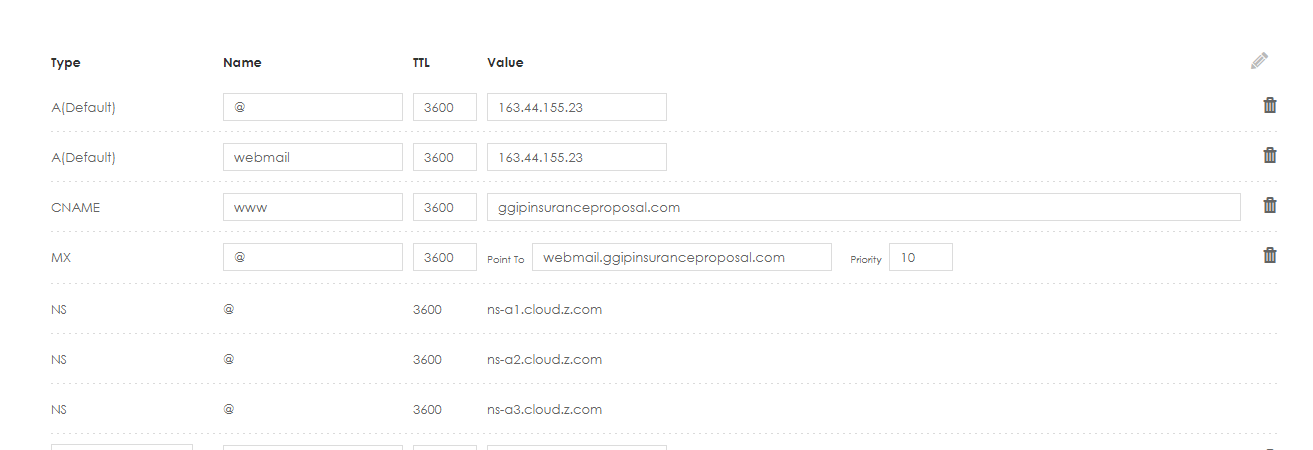 Type Name TTL Value
A(Default) @ 3600 163.44.155.23
A(Default) webmail 3600 163.44.155.23
CNAME www 3600 ggipinsuranceproposal.com
MX @ 3600 Point To webmail.ggipinsuranceproposal.com Priority 10
NS @ 3600 ns-a1.cloud.z.com
NS @ 3600 ns-a2.cloud.z.com
NS @ 3600 ns-a3.cloud.z.com